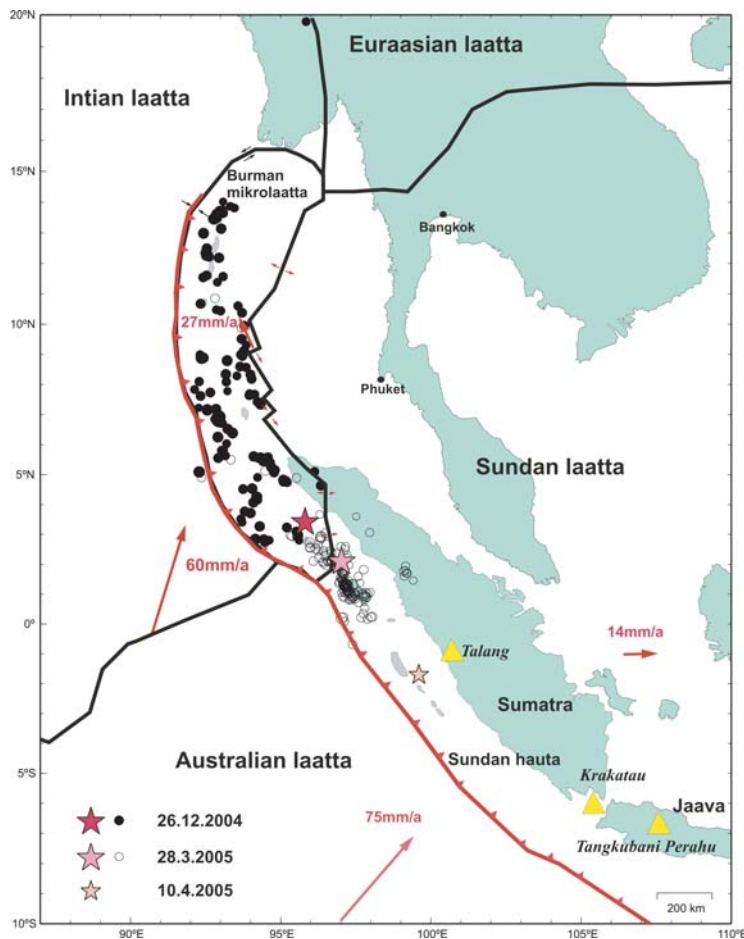 20°N
Euraasian laatta
Intian laatta
15°N
Burman
mikrolaatta
Bangkok
10°N
27mm/a
Phuket
5°N
Sundan laatta
60mm/a
0°
14mm/a
Talang
Sumatra
Australian laatta
Sundan hauta
5°S
Krakatau
Jaava
75mm/a
26.12.2004
Tangkubani Perahu
28.3.2005
10.4.2005
200 km
10°S
90°E
95°E
100°E
105°E
110°E